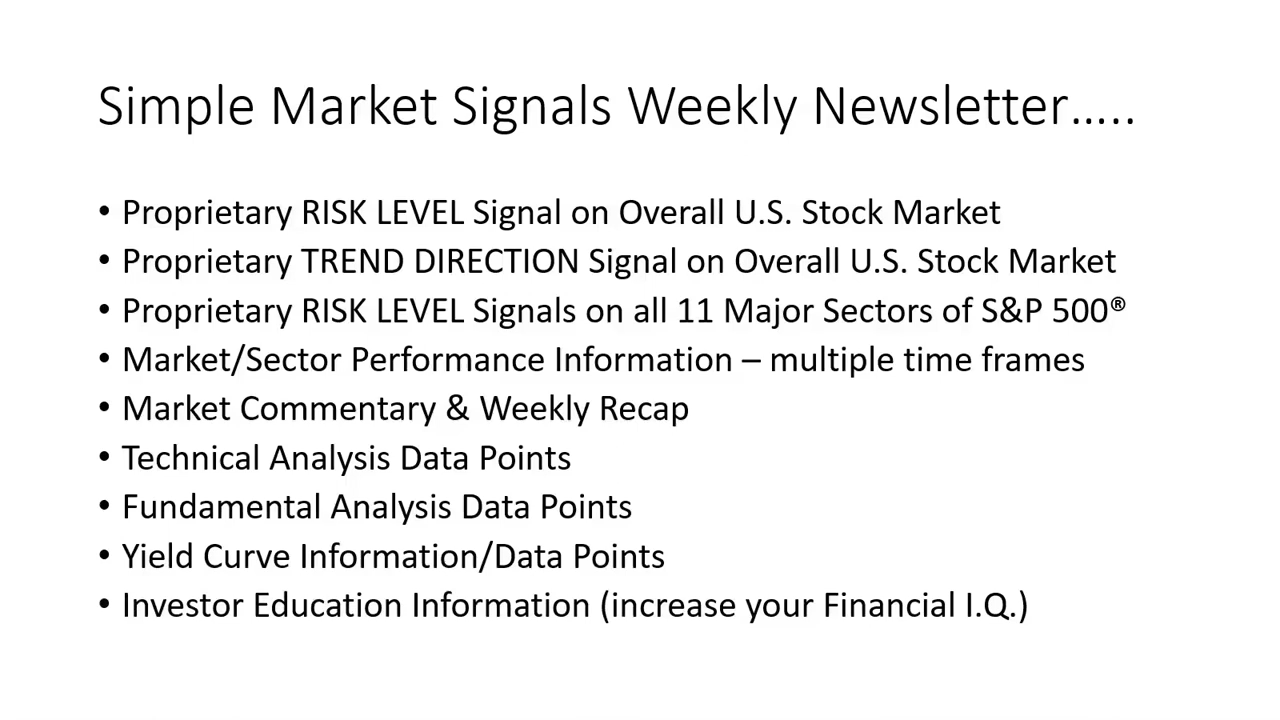 Simple Market Signals Weekly Newsletter…..
• Proprietary RISK LEVEL Signal on Overall U.S. Stock Market
• Proprietary TREND DIRECTION Signal on Overall U.S. Stock Market
• Proprietary RISK LEVEL Signals on all 11 Major Sectors of S&P 500®
• Market/Sector Performance Information – multiple time frames
• Market Commentary & Weekly Recap
• Technical Analysis Data Points
• Fundamental Analysis Data Points
• Yield Curve Information/Data Points
• Investor Education Information (increase your Financial I.Q.)